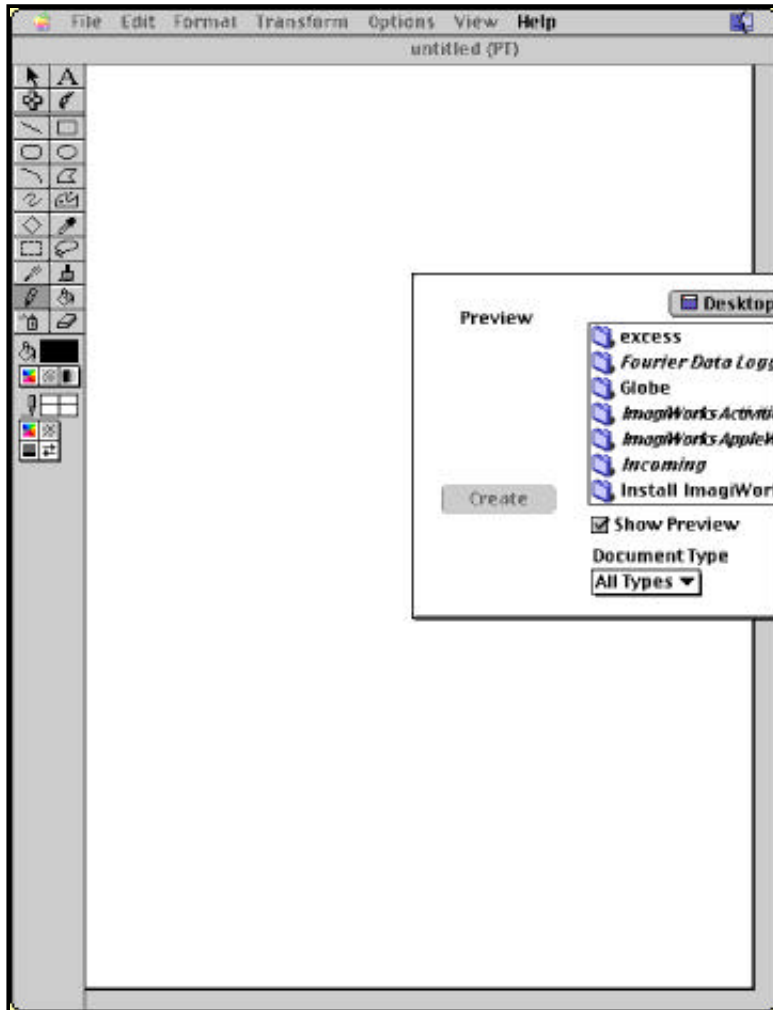 File Edit Format Transform Options View Help
untitled (PT)
A
Preview
Desktop
excess
Fourier Data Logg
Globe
ImagiWorks Activitie
ImagiWorks AppleW
Incoming
Install ImagiWor
Create
Show Preview
Document Type
All Types